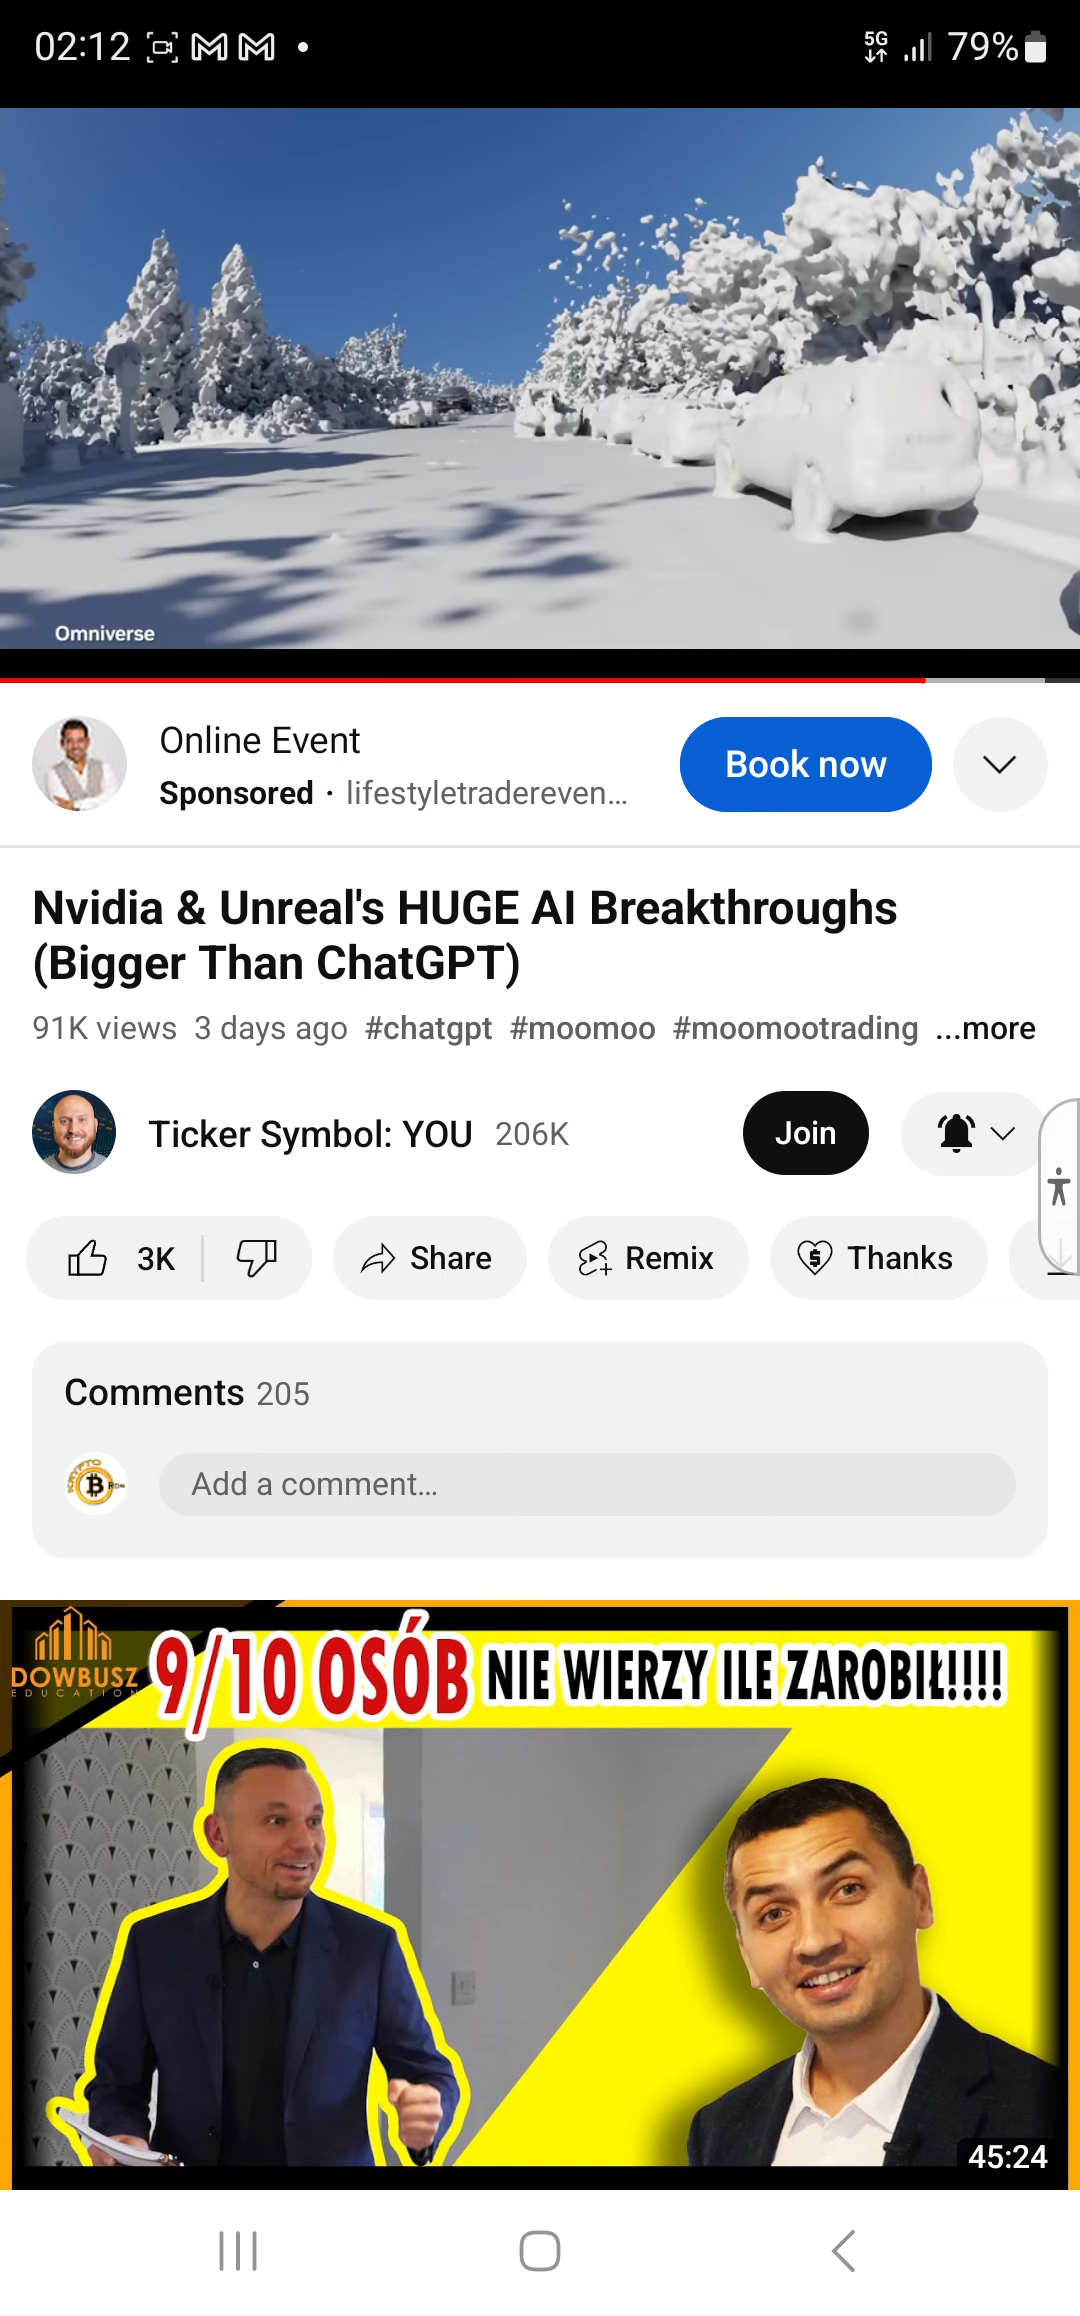 02:12
5G
79%
Omniverse
Online Event
Book now
Sponsored · lifestyletradereven...
Nvidia & Unreal's HUGE AI Breakthroughs
(Bigger Than ChatGPT)
91K views 3 days ago #chatgpt #moomoo #moomootrading ...more
Ticker Symbol: YOU 206K
Join
3K
Share
Remix
Thanks
Comments 205
KRYPTO
Add a comment...
DOWBUSZ
EDUCATION
9/10 OSÓB NIE WIERZY ILE ZAROBIŁ!!!!
45:24